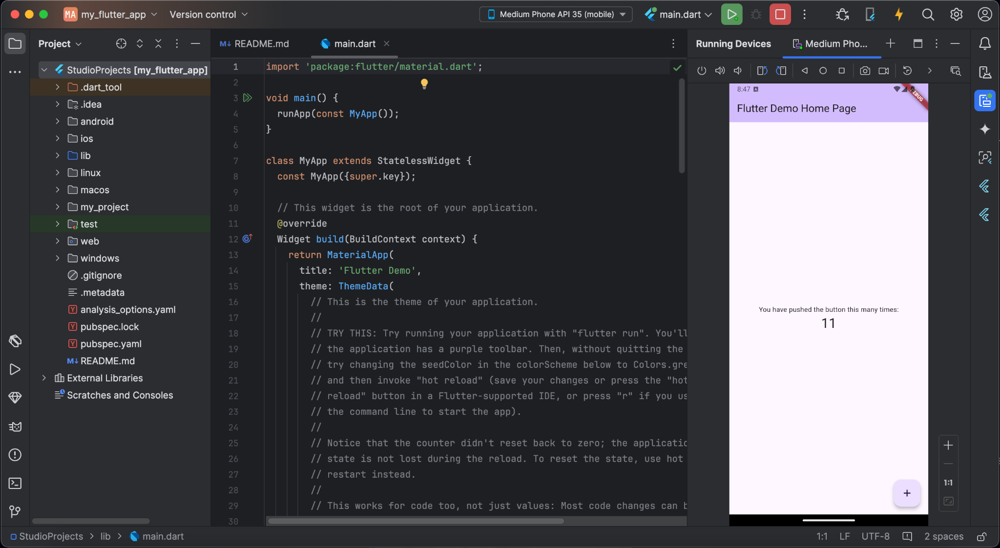 MA my_flutter_app Version control Medium Phone API 35 (mobile) main.dart
Project
StudioProjects [my_flutter_app]
.dart_tool
.idea
android
ios
lib
linux
macos
my_project
test
web
windows
.gitignore
.metadata
Y analysis_options.yaml
Y pubspec.lock
Y pubspec.yaml
M↓ README.md
External Libraries
Scratches and Consoles
M↓ README.md main.dart
1 import 'package:flutter/material.dart';
2
3 void main() {
4 runApp(const MyApp());
5 }
6
7 class MyApp extends StatelessWidget {
8 const MyApp({super.key});
9
10 // This widget is the root of your application.
11 @override
12 Widget build(BuildContext context) {
13 return MaterialApp(
14 title: 'Flutter Demo',
15 theme: ThemeData(
16 // This is the theme of your application.
17 //
18 // TRY THIS: Try running your application with "flutter run". You'll
19 // the application has a purple toolbar. Then, without quitting the
20 // try changing the seedColor in the colorScheme below to Colors.gre
21 // and then invoke "hot reload" (save your changes or press the "hot
22 // reload" button in a Flutter-supported IDE, or press "r" if you us
23 // the command line to start the app).
24 //
25 // Notice that the counter didn't reset back to zero; the applicatio
26 // state is not lost during the reload. To reset the state, use hot
27 // restart instead.
28 //
29 // This works for code too, not just values: Most code changes can b
30
Running Devices Medium Pho...
8:47
EBUG
Flutter Demo Home Page
You have pushed the button this many times:
11
+
1:1
StudioProjects > lib > main.dart 1:1 LF UTF-8 2 spaces